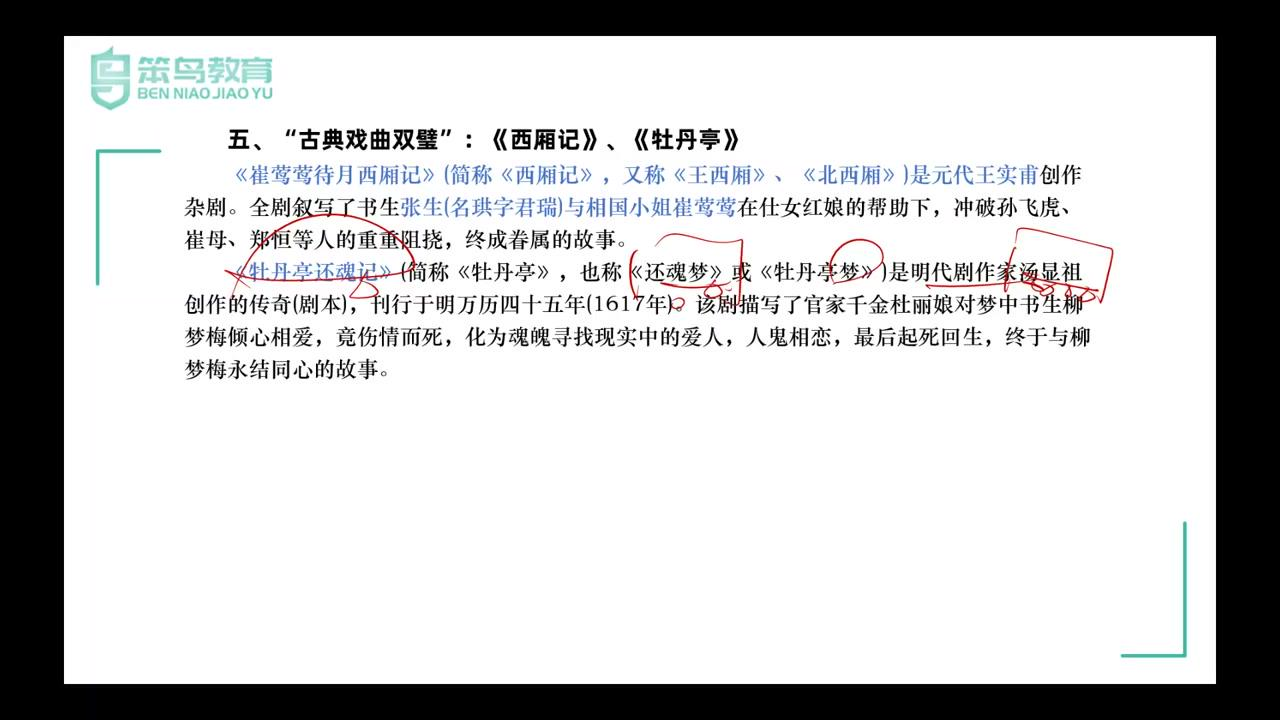 笨鸟教育
BEN NIAO JIAO YU
五、“古典戏曲双璧”：《西厢记》、《牡丹亭》
《崔莺莺待月西厢记》(简称《西厢记》，又称《王西厢》、《北西厢》)是元代王实甫创作
杂剧。全剧叙写了书生张生(名珙字君瑞)与相国小姐崔莺莺在仕女红娘的帮助下，冲破孙飞虎、
崔母、郑恒等人的重重阻挠，终成眷属的故事。
《牡丹亭还魂记》(简称《牡丹亭》，也称《还魂梦》或《牡丹亭梦》)是明代剧作家汤显祖
创作的传奇(剧本)，刊行于明万历四十五年(1617年)。该剧描写了官家千金杜丽娘对梦中书生柳
梦梅倾心相爱，竟伤情而死，化为魂魄寻找现实中的爱人，人鬼相恋，最后起死回生，终于与柳
梦梅永结同心的故事。